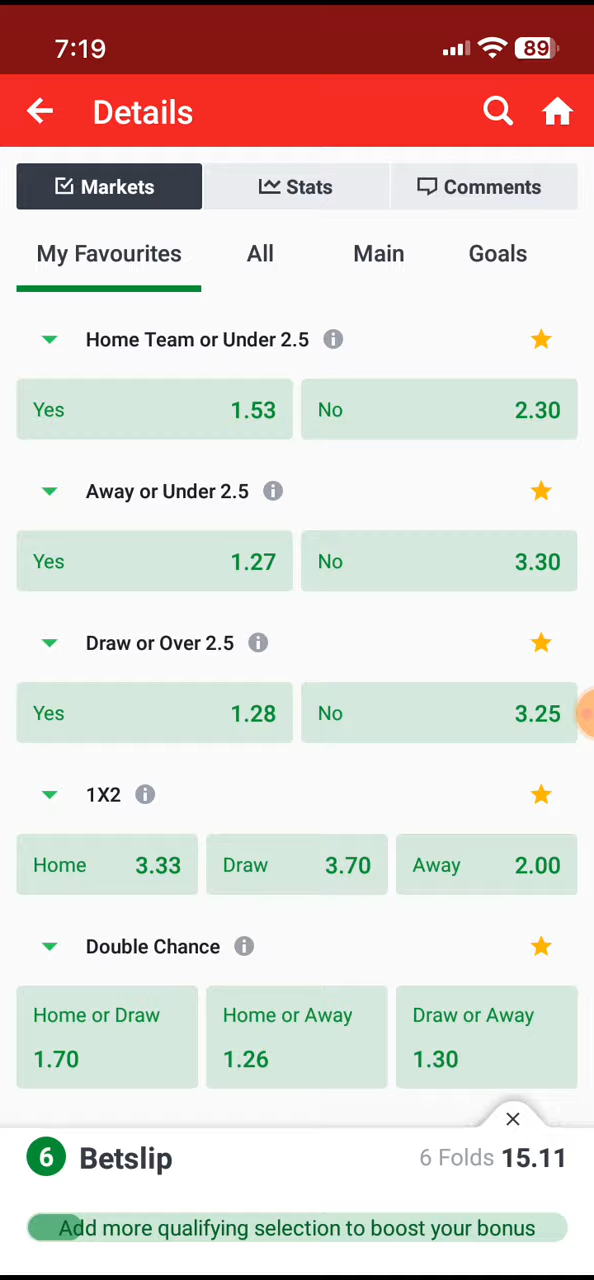 7:19 89
Details
Markets Stats Comments
My Favourites All Main Goals
Home Team or Under 2.5
Yes 1.53 No 2.30
Away or Under 2.5
Yes 1.27 No 3.30
Draw or Over 2.5
Yes 1.28 No 3.25
1X2
Home 3.33 Draw 3.70 Away 2.00
Double Chance
Home or Draw Home or Away Draw or Away
1.70 1.26 1.30
6 Betslip 6 Folds 15.11
Add more qualifying selection to boost your bonus